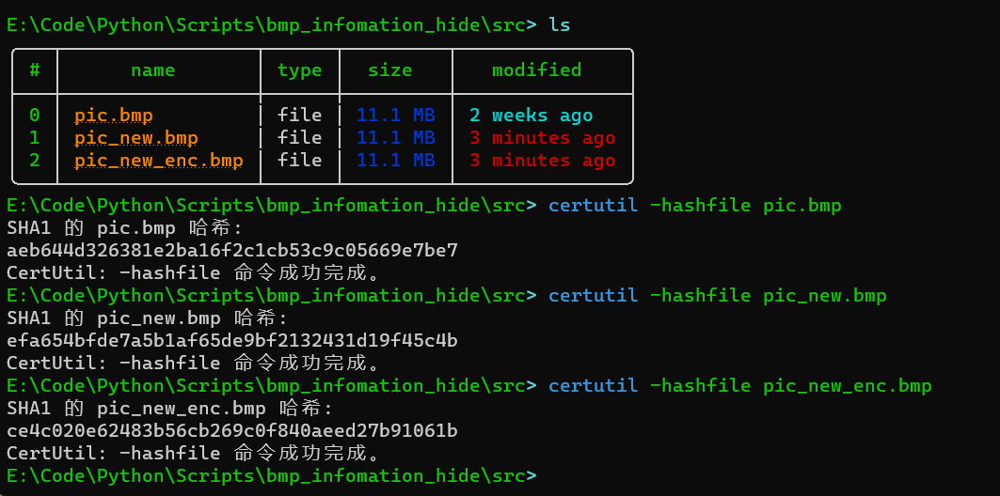 E:\Code\Python\Scripts\bmp_infomation_hide\src> ls
# name type size modified
0 pic.bmp file 11.1 MB 2 weeks ago
1 pic_new.bmp file 11.1 MB 3 minutes ago
2 pic_new_enc.bmp file 11.1 MB 3 minutes ago
E:\Code\Python\Scripts\bmp_infomation_hide\src> certutil -hashfile pic.bmp
SHA1 的 pic.bmp 哈希:
aeb644d326381e2ba16f2c1cb53c9c05669e7be7
CertUtil: -hashfile 命令成功完成。
E:\Code\Python\Scripts\bmp_infomation_hide\src> certutil -hashfile pic_new.bmp
SHA1 的 pic_new.bmp 哈希:
efa654bfde7a5b1af65de9bf2132431d19f45c4b
CertUtil: -hashfile 命令成功完成。
E:\Code\Python\Scripts\bmp_infomation_hide\src> certutil -hashfile pic_new_enc.bmp
SHA1 的 pic_new_enc.bmp 哈希:
ce4c020e62483b56cb269c0f840aeed27b91061b
CertUtil: -hashfile 命令成功完成。
E:\Code\Python\Scripts\bmp_infomation_hide\src>